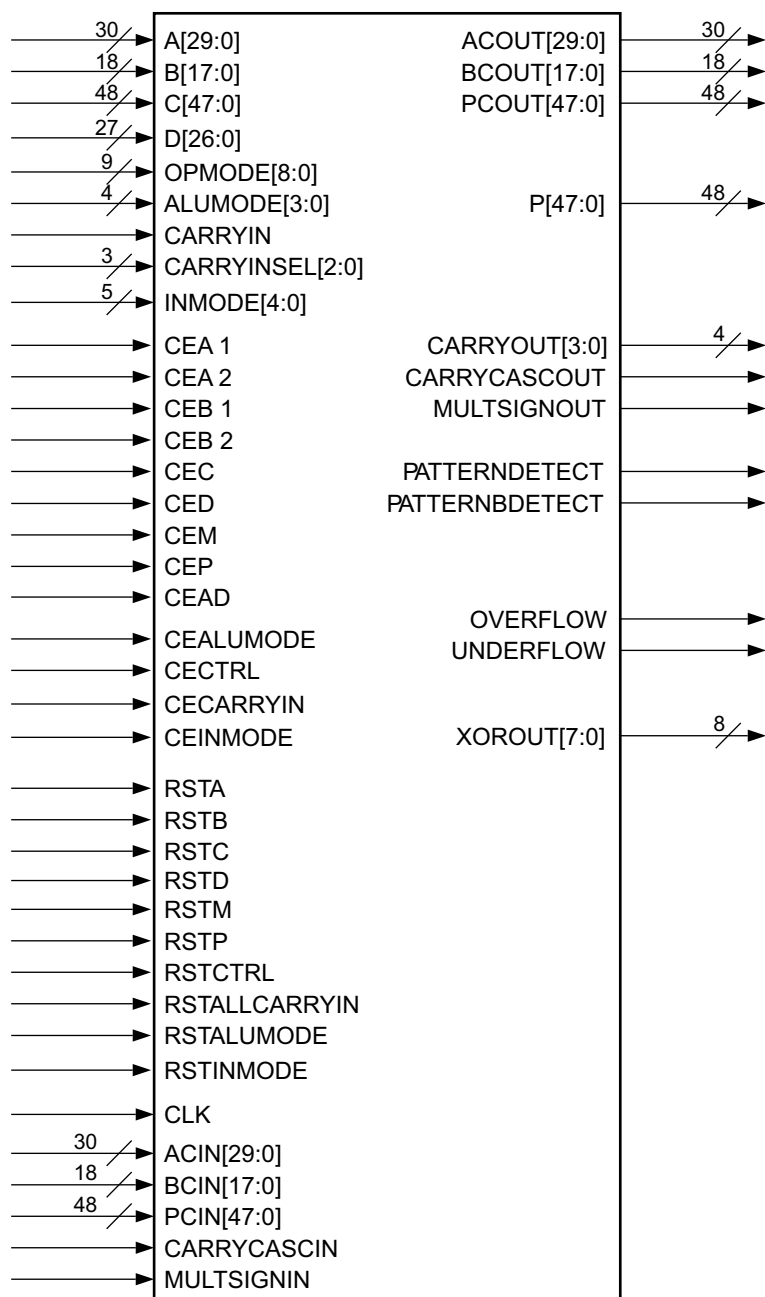 30 A[29:0] ACOUT[29:0] 30
18 B[17:0] BCOUT[17:0] 18
48 C[47:0] PCOUT[47:0] 48
27 D[26:0]
9 OPMODE[8:0]
4 ALUMODE[3:0] P[47:0] 48
CARRYIN
3 CARRYINSEL[2:0]
5 INMODE[4:0]
CEA 1 CARRYOUT[3:0] 4
CEA 2 CARRYCASCOUT
CEB 1 MULTSIGNOUT
CEB 2
CEC PATTERNDETECT
CED PATTERNBDETECT
CEM
CEP
CEAD
OVERFLOW
CEALUMODE
UNDERFLOW
CECTRL
CECARRYIN
CEINMODE XOROUT[7:0] 8
RSTA
RSTB
RSTC
RSTD
RSTM
RSTP
RSTCTRL
RSTALLCARRYIN
RSTALUMODE
RSTINMODE
CLK
30 ACIN[29:0]
18 BCIN[17:0]
48 PCIN[47:0]
CARRYCASCIN
MULTSIGNIN